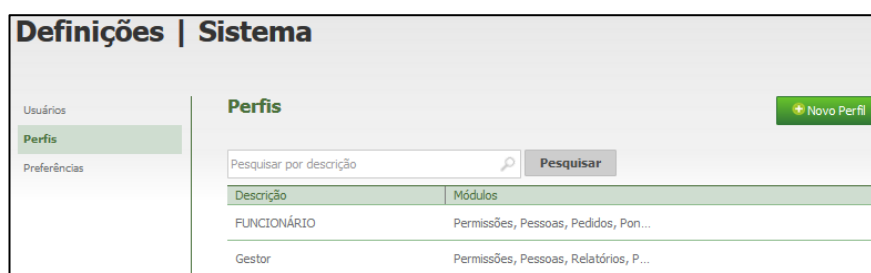 Definições | Sistema
Usuários
Perfis
Preferências
Perfis
Novo Perfil
Pesquisar por descrição
Pesquisar
Descrição Módulos
FUNCIONÁRIO Permissões, Pessoas, Pedidos, Pon...
Gestor Permissões, Pessoas, Relatórios, P...